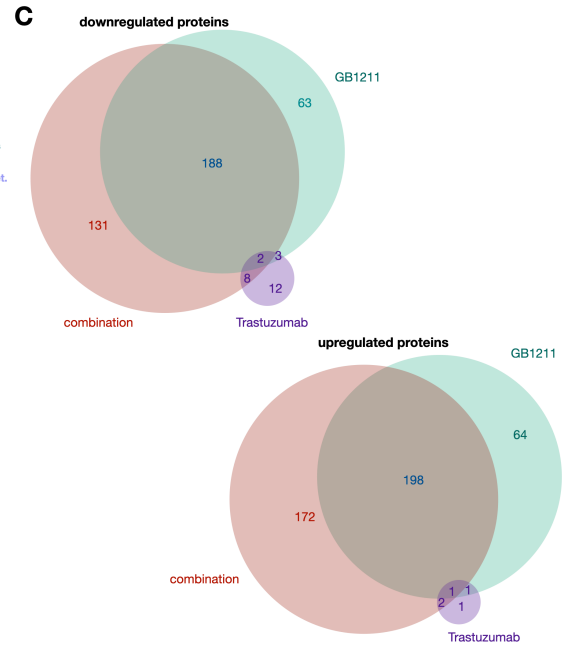 C
downregulated proteins
GB1211
63
188
t.
131
2 3
8
12
combination
Trastuzumab
upregulated proteins
GB1211
64
198
172
combination
1 1
2
1
Trastuzumab